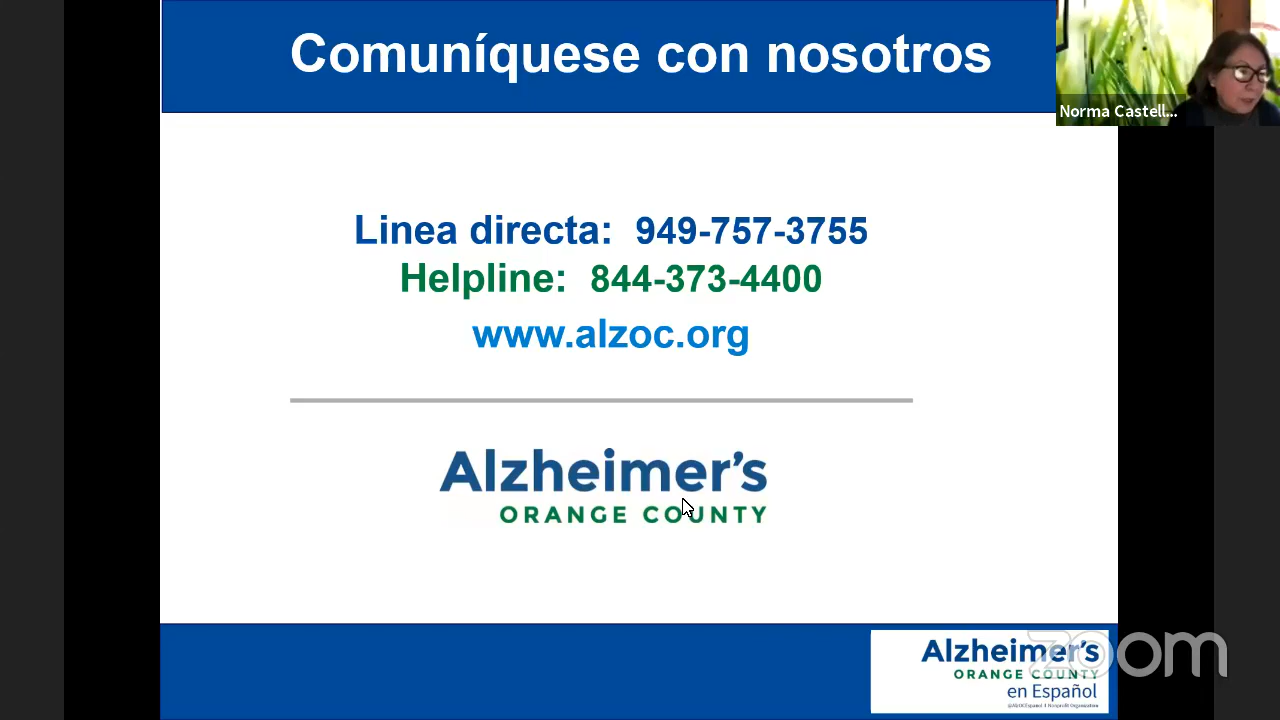 Comuníquese con nosotros
Norma Castell...
Linea directa: 949-757-3755
Helpline: 844-373-4400
www.alzoc.org
Alzheimer's
ORANGE COUNTY
Alzheimer's
ORANGE COUNTY
en Español
zoom